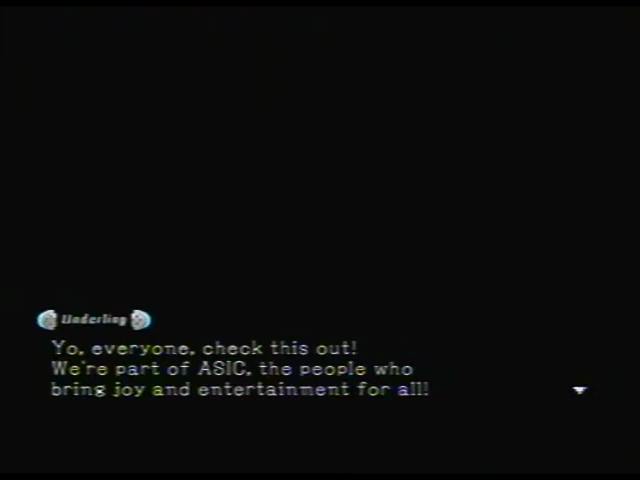 Underling
Yo, everyone, check this out!
We're part of ASIC, the people who
bring joy and entertainment for all!